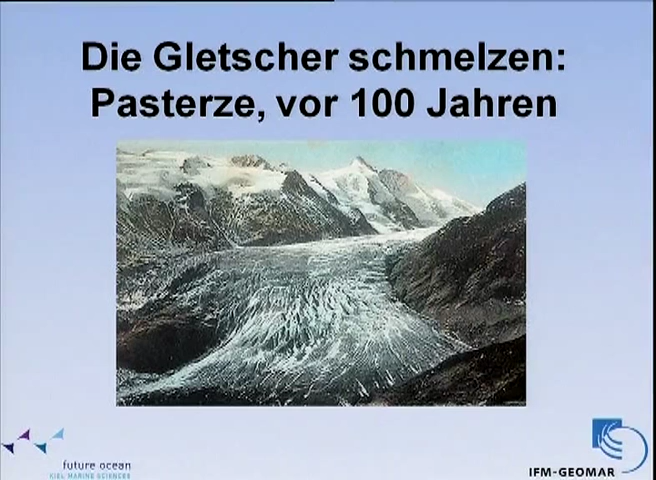 Die Gletscher schmelzen:
Pasterze, vor 100 Jahren
future ocean
KIEL MARINE SCIENCES
IFM-GEOMAR